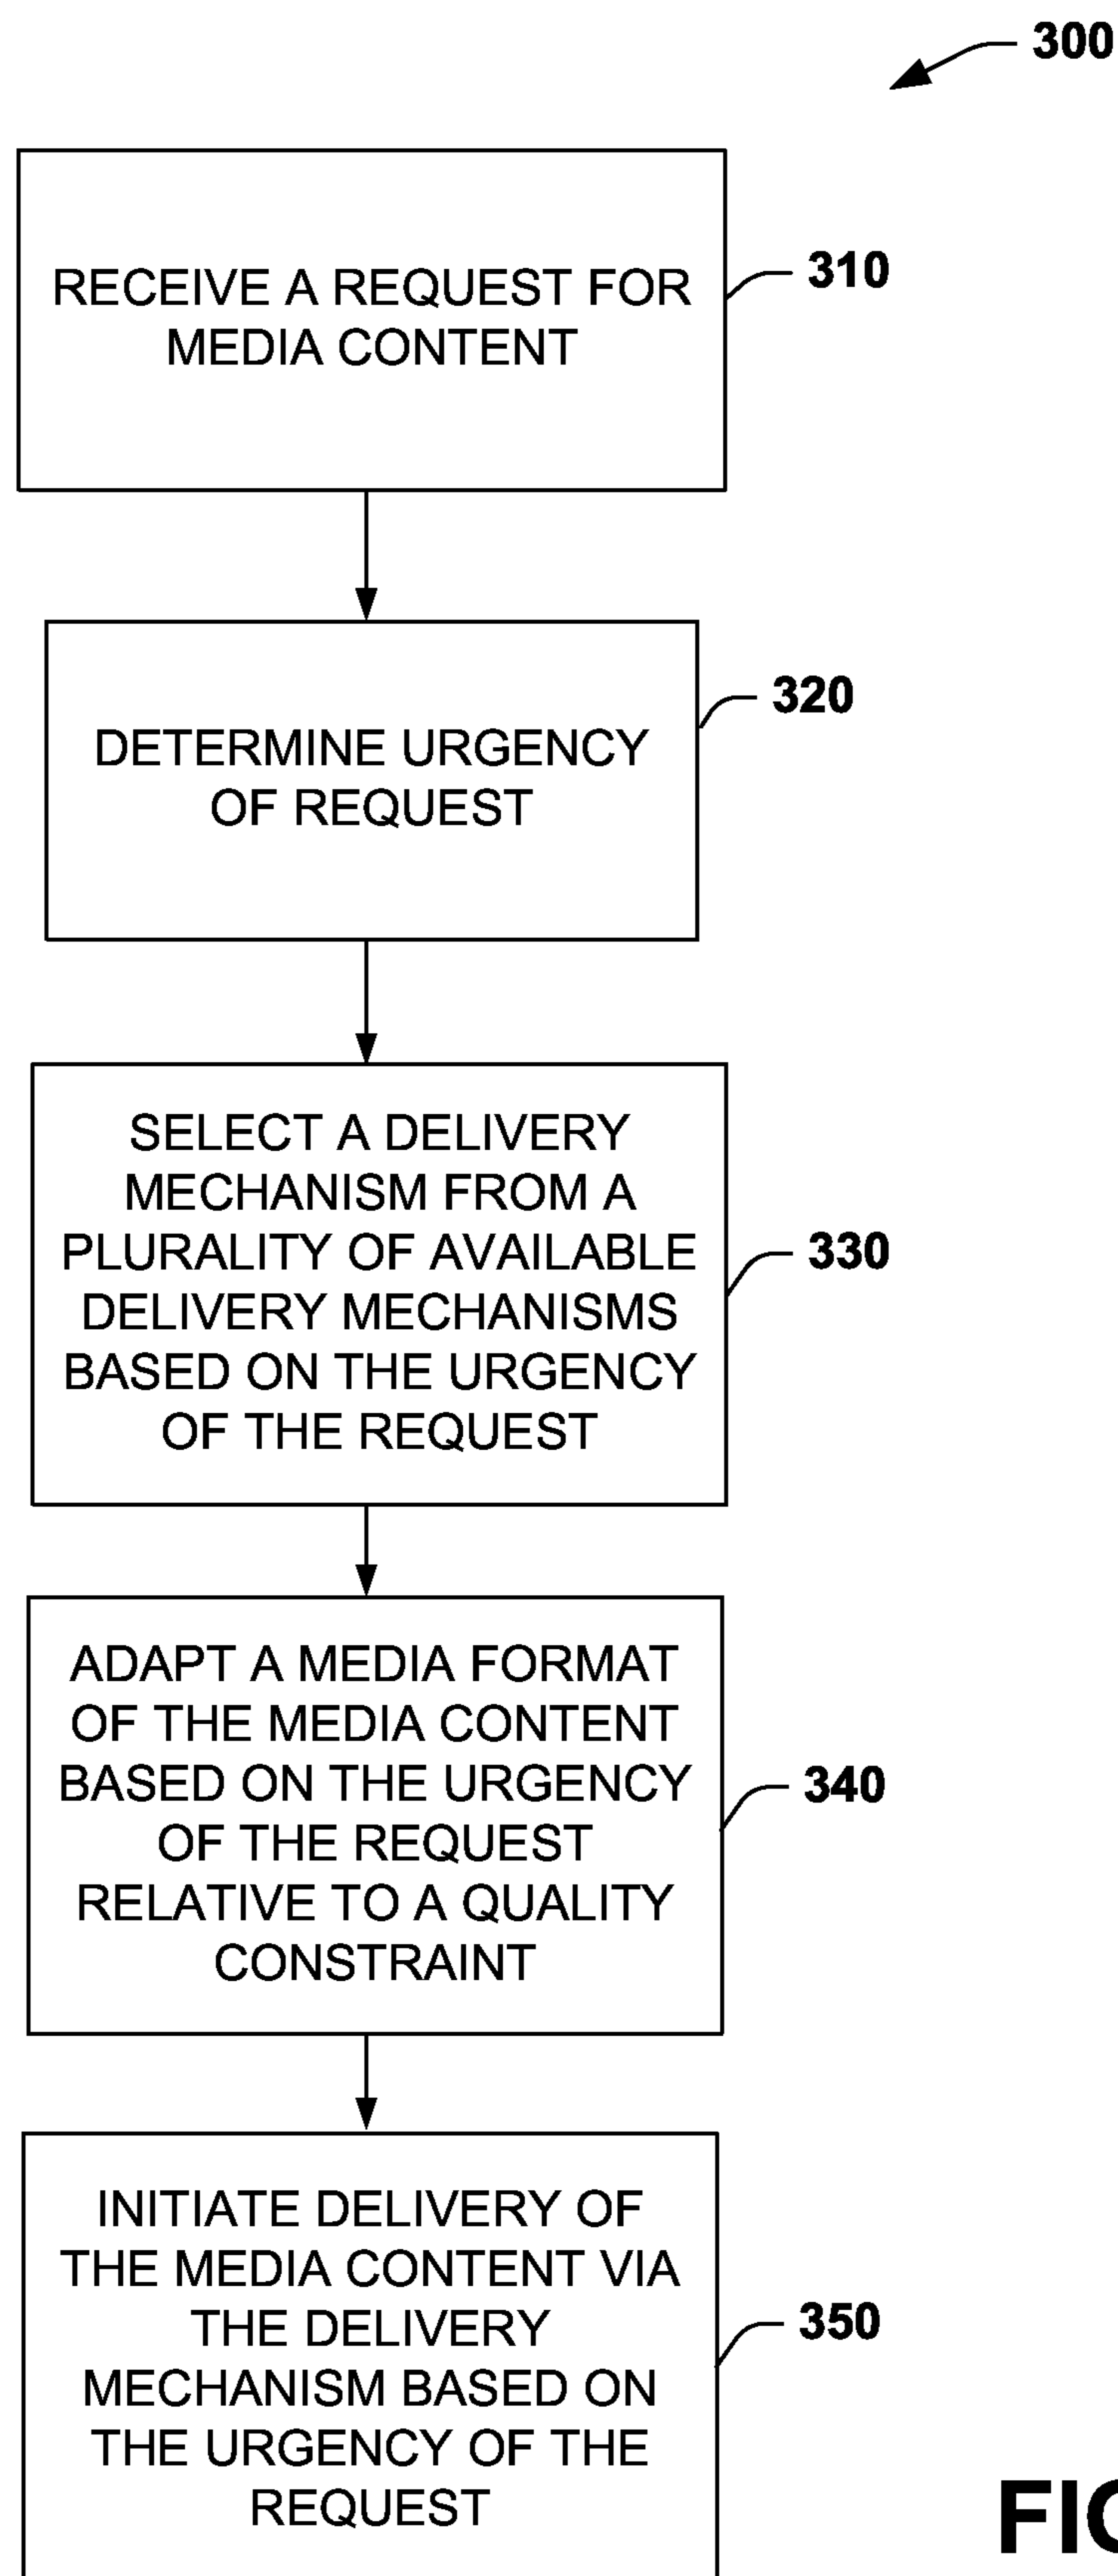 300
RECEIVE A REQUEST FOR
MEDIA CONTENT
310
DETERMINE URGENCY
OF REQUEST
320
SELECT A DELIVERY
MECHANISM FROM A
PLURALITY OF AVAILABLE
DELIVERY MECHANISMS
BASED ON THE URGENCY
OF THE REQUEST
330
ADAPT A MEDIA FORMAT
OF THE MEDIA CONTENT
BASED ON THE URGENCY
OF THE REQUEST
RELATIVE TO A QUALITY
CONSTRAINT
340
INITIATE DELIVERY OF
THE MEDIA CONTENT VIA
THE DELIVERY
MECHANISM BASED ON
THE URGENCY OF THE
REQUEST
350